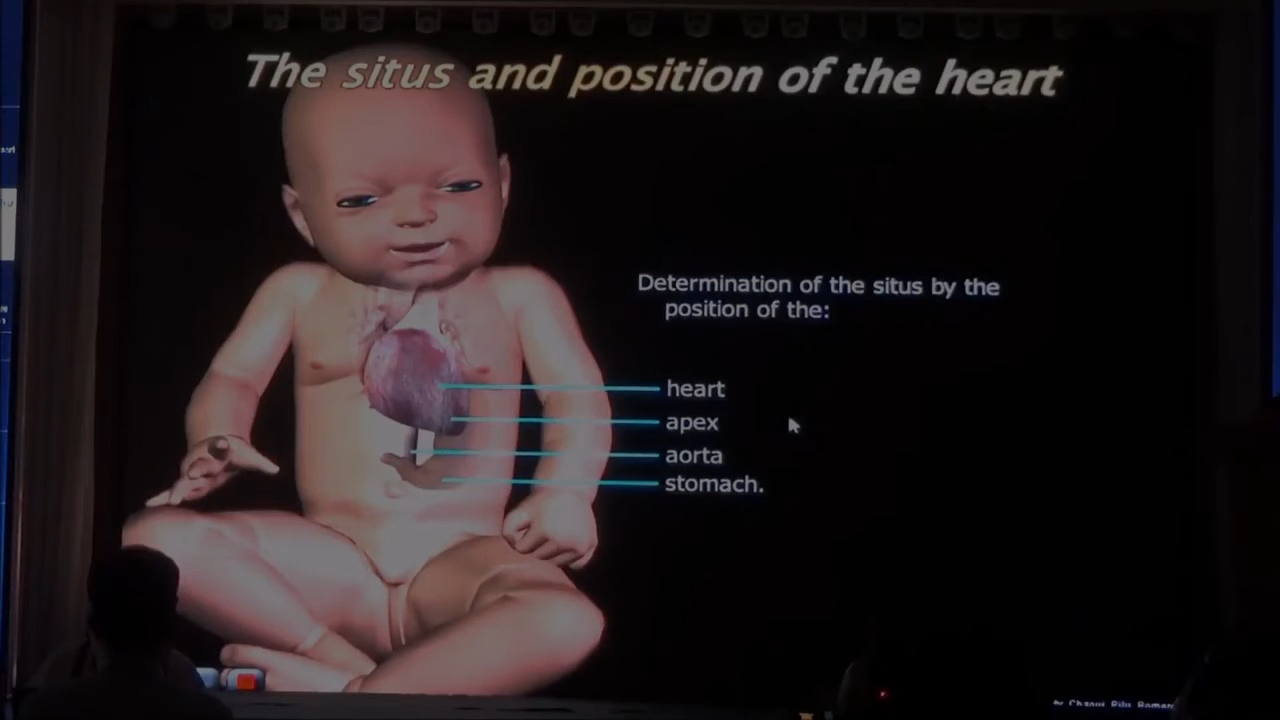 The situs and position of the heart
Determination of the situs by the
position of the:
heart
apex
aorta
stomach.